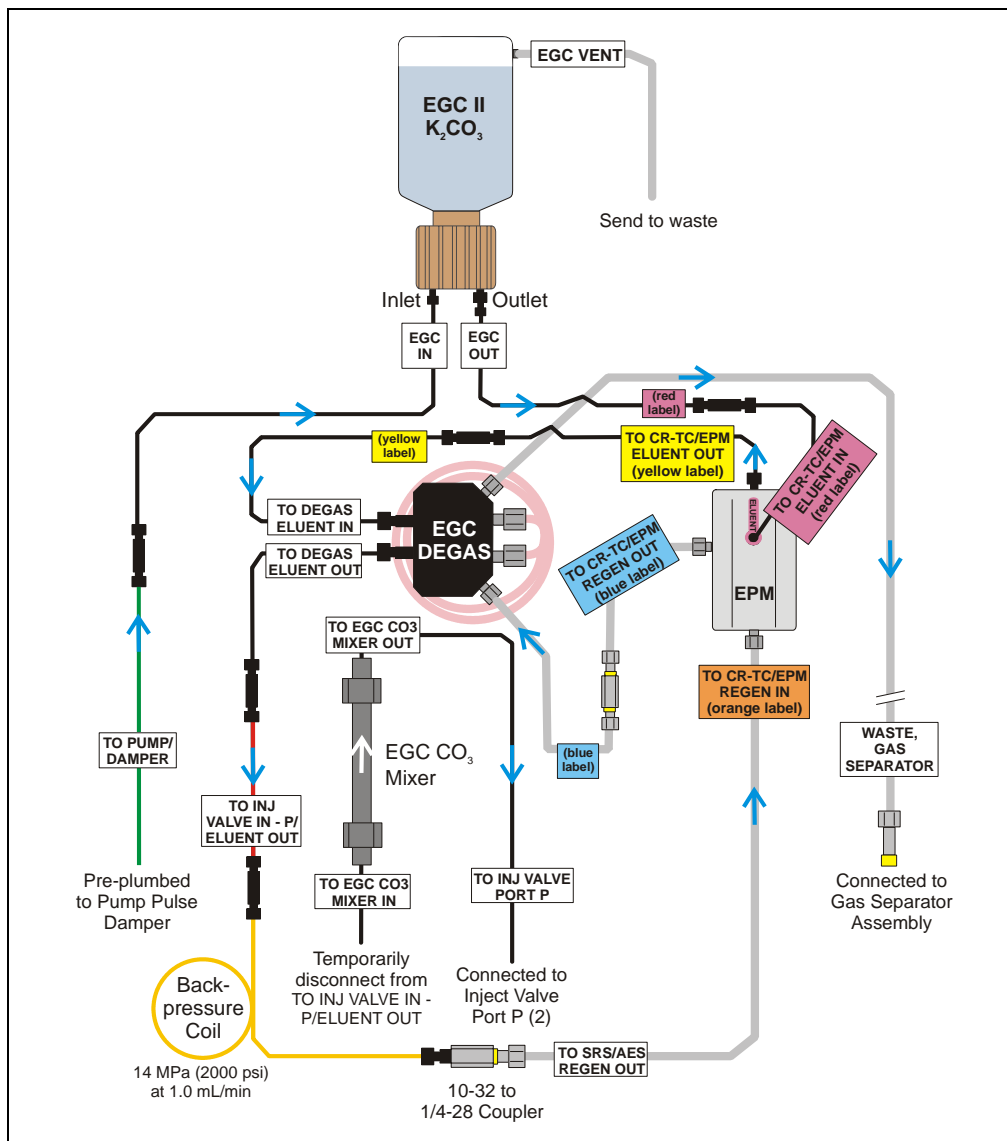 EGC VENT
EGC II
K₂CO₃
Send to waste
Inlet
Outlet
EGC
IN
EGC
OUT
(red
label)
(yellow
label)
TO CR-TC/EPM
ELUENT OUT
(yellow label)
TO CR-TC/EPM
ELUENT IN
(red label)
TO DEGAS
ELUENT IN
EGC
DEGAS
TO DEGAS
ELUENT OUT
TO CR-TC/EPM
REGEN OUT
(blue label)
ELUENT
EPM
TO EGC CO3
MIXER OUT
TO CR-TC/EPM
REGEN IN
(orange label)
TO PUMP/
DAMPER
EGC CO₃
Mixer
(blue
label)
WASTE,
GAS
SEPARATOR
TO INJ
VALVE IN - P/
ELUENT OUT
Pre-plumbed
to Pump Pulse
Damper
TO EGC CO3
MIXER IN
TO INJ VALVE
PORT P
Connected to
Gas Separator
Assembly
Temporarily
disconnect from
TO INJ VALVE IN -
P/ELUENT OUT
Connected to
Inject Valve
Port P (2)
Back-
pressure
Coil
14 MPa (2000 psi)
at 1.0 mL/min
TO SRS/AES
REGEN OUT
10-32 to
1/4-28 Coupler